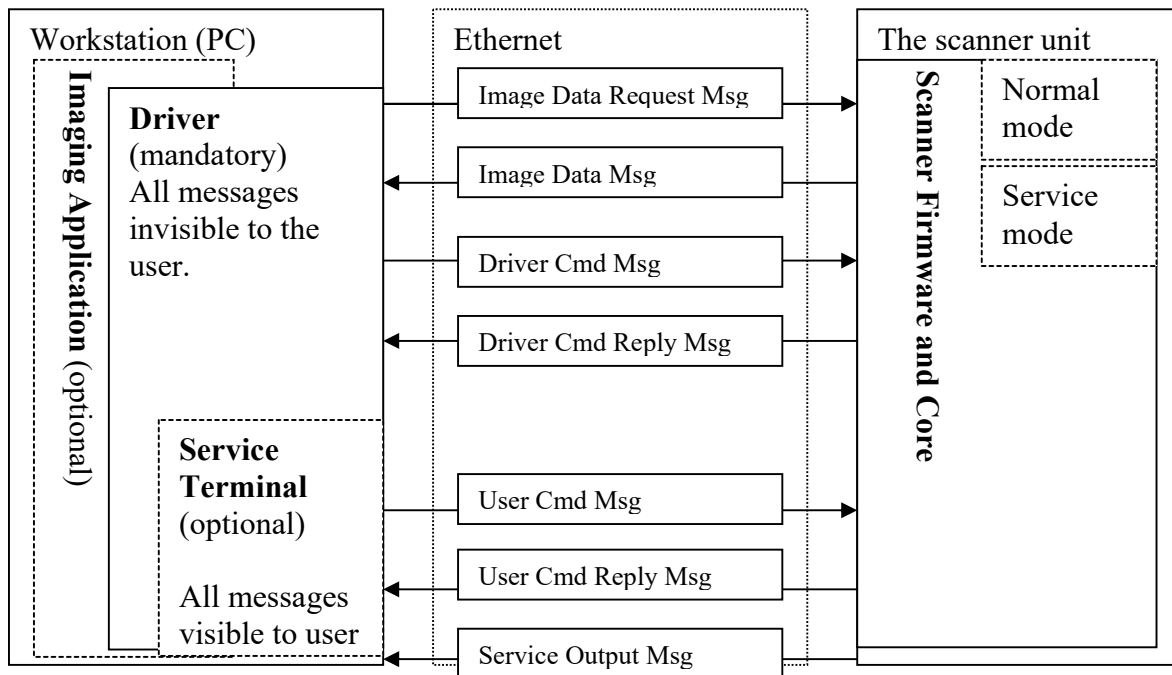 Workstation (PC)
Imaging Application (optional)
Driver
(mandatory)
All messages
invisible to the
user.
Service
Terminal
(optional)
All messages
visible to user
Ethernet
Image Data Request Msg
Image Data Msg
Driver Cmd Msg
Driver Cmd Reply Msg
User Cmd Msg
User Cmd Reply Msg
Service Output Msg
The scanner unit
Scanner Firmware and Core
Normal
mode
Service
mode